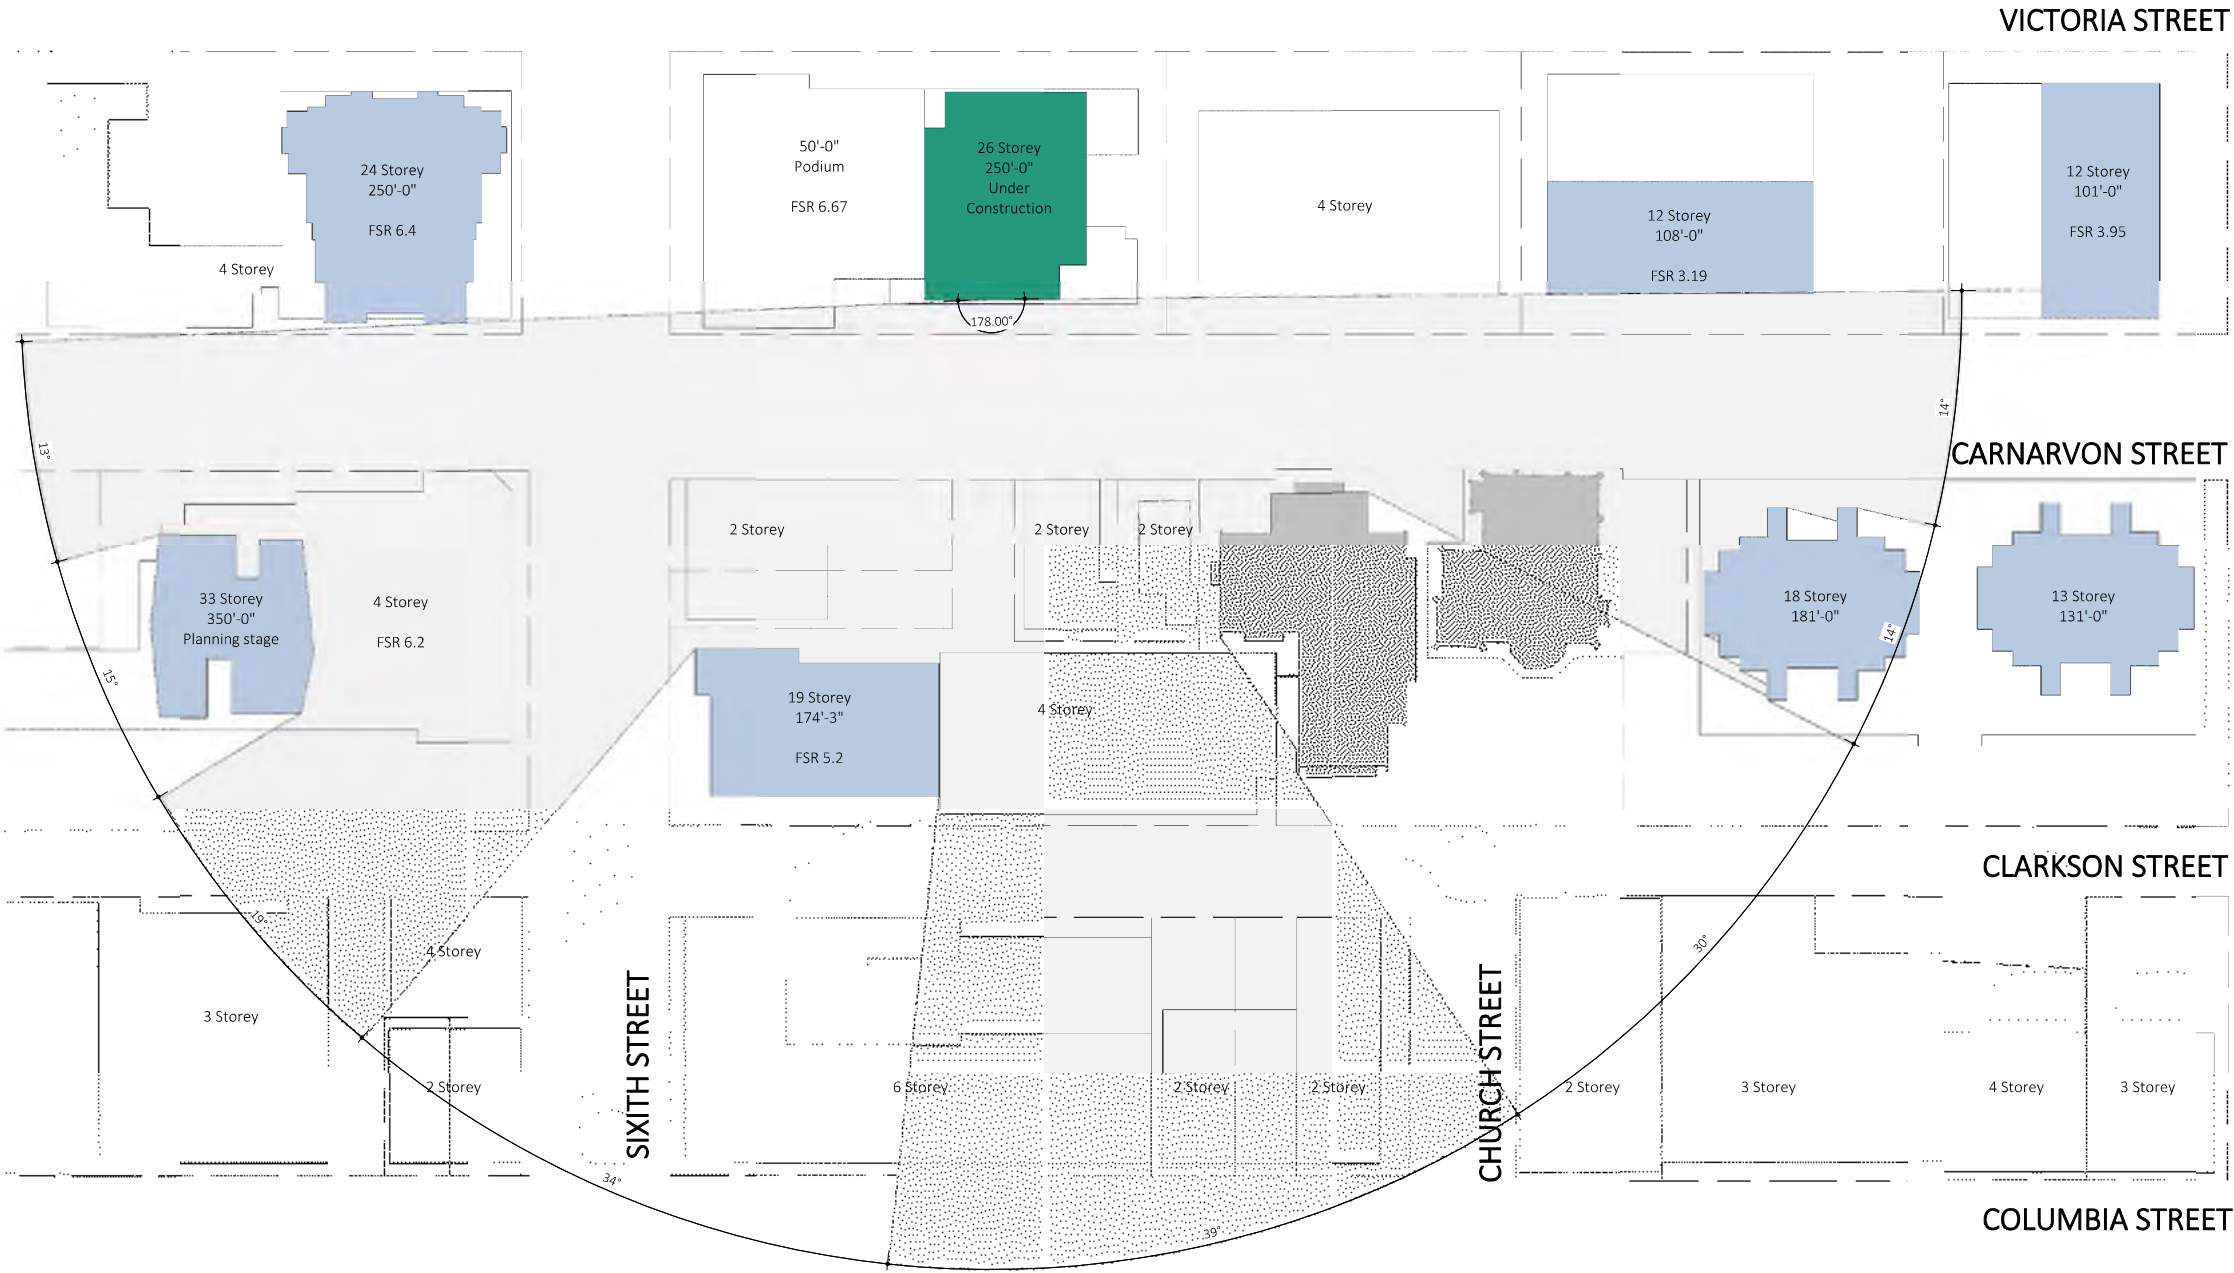 VICTORIA STREET
24 Storey
250'-0"
FSR 6.4
4 Storey
50'-0"
Podium
FSR 6.67
26 Storey
250'-0"
Under
Construction
4 Storey
12 Storey
108'-0"
FSR 3.19
12 Storey
101'-0"
FSR 3.95
178.00°
13°
14°
CARNARVON STREET
33 Storey
350'-0"
Planning stage
4 Storey
FSR 6.2
2 Storey
2 Storey
2 Storey
18 Storey
181'-0"
14°
13 Storey
131'-0"
15°
19 Storey
174'-3"
FSR 5.2
4 Storey
CLARKSON STREET
19°
4 Storey
30°
3 Storey
SIXITH STREET
CHURCH STREET
2 Storey
6 Storey
2 Storey
2 Storey
2 Storey
3 Storey
4 Storey
3 Storey
34°
39°
COLUMBIA STREET